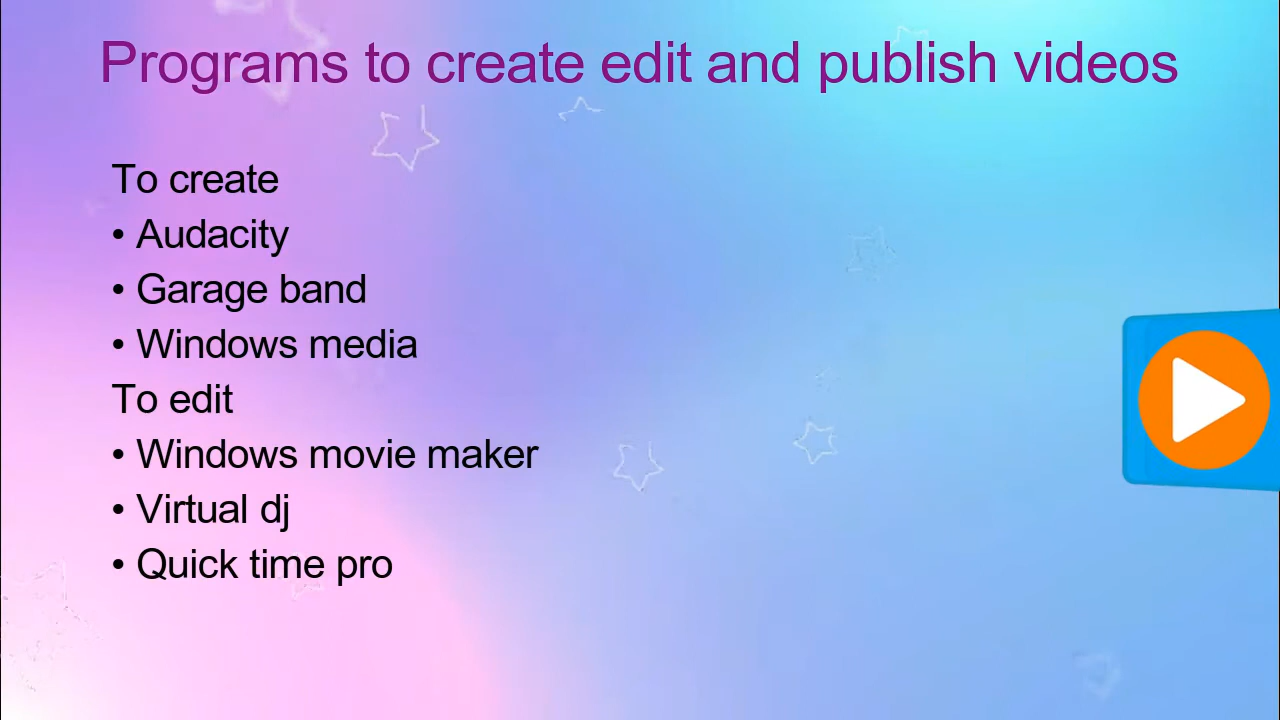 Programs to create edit and publish videos
To create
• Audacity
• Garage band
• Windows media
To edit
• Windows movie maker
• Virtual dj
• Quick time pro